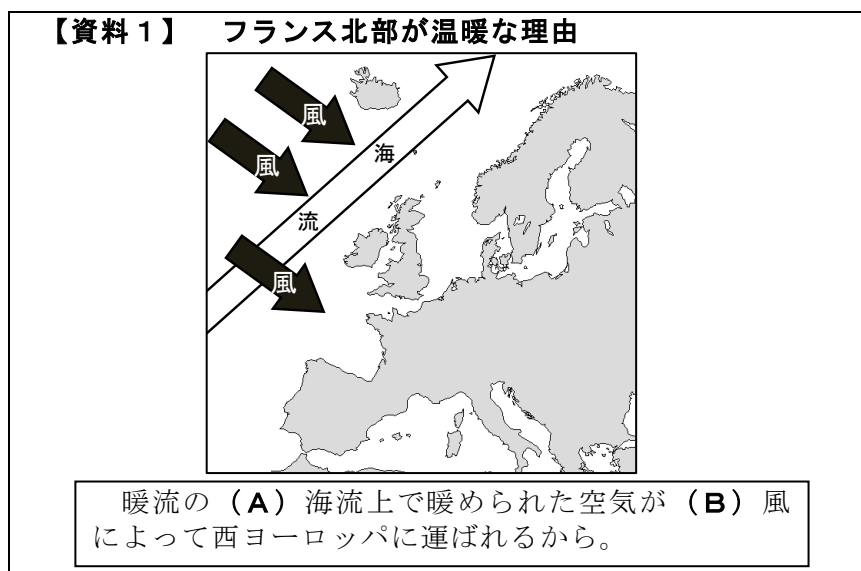 【資料1】 フランス北部が温暖な理由
風
風
海
流
風
暖流の（A）海流上で暖められた空気が（B）風
によって西ヨーロッパに運ばれるから。